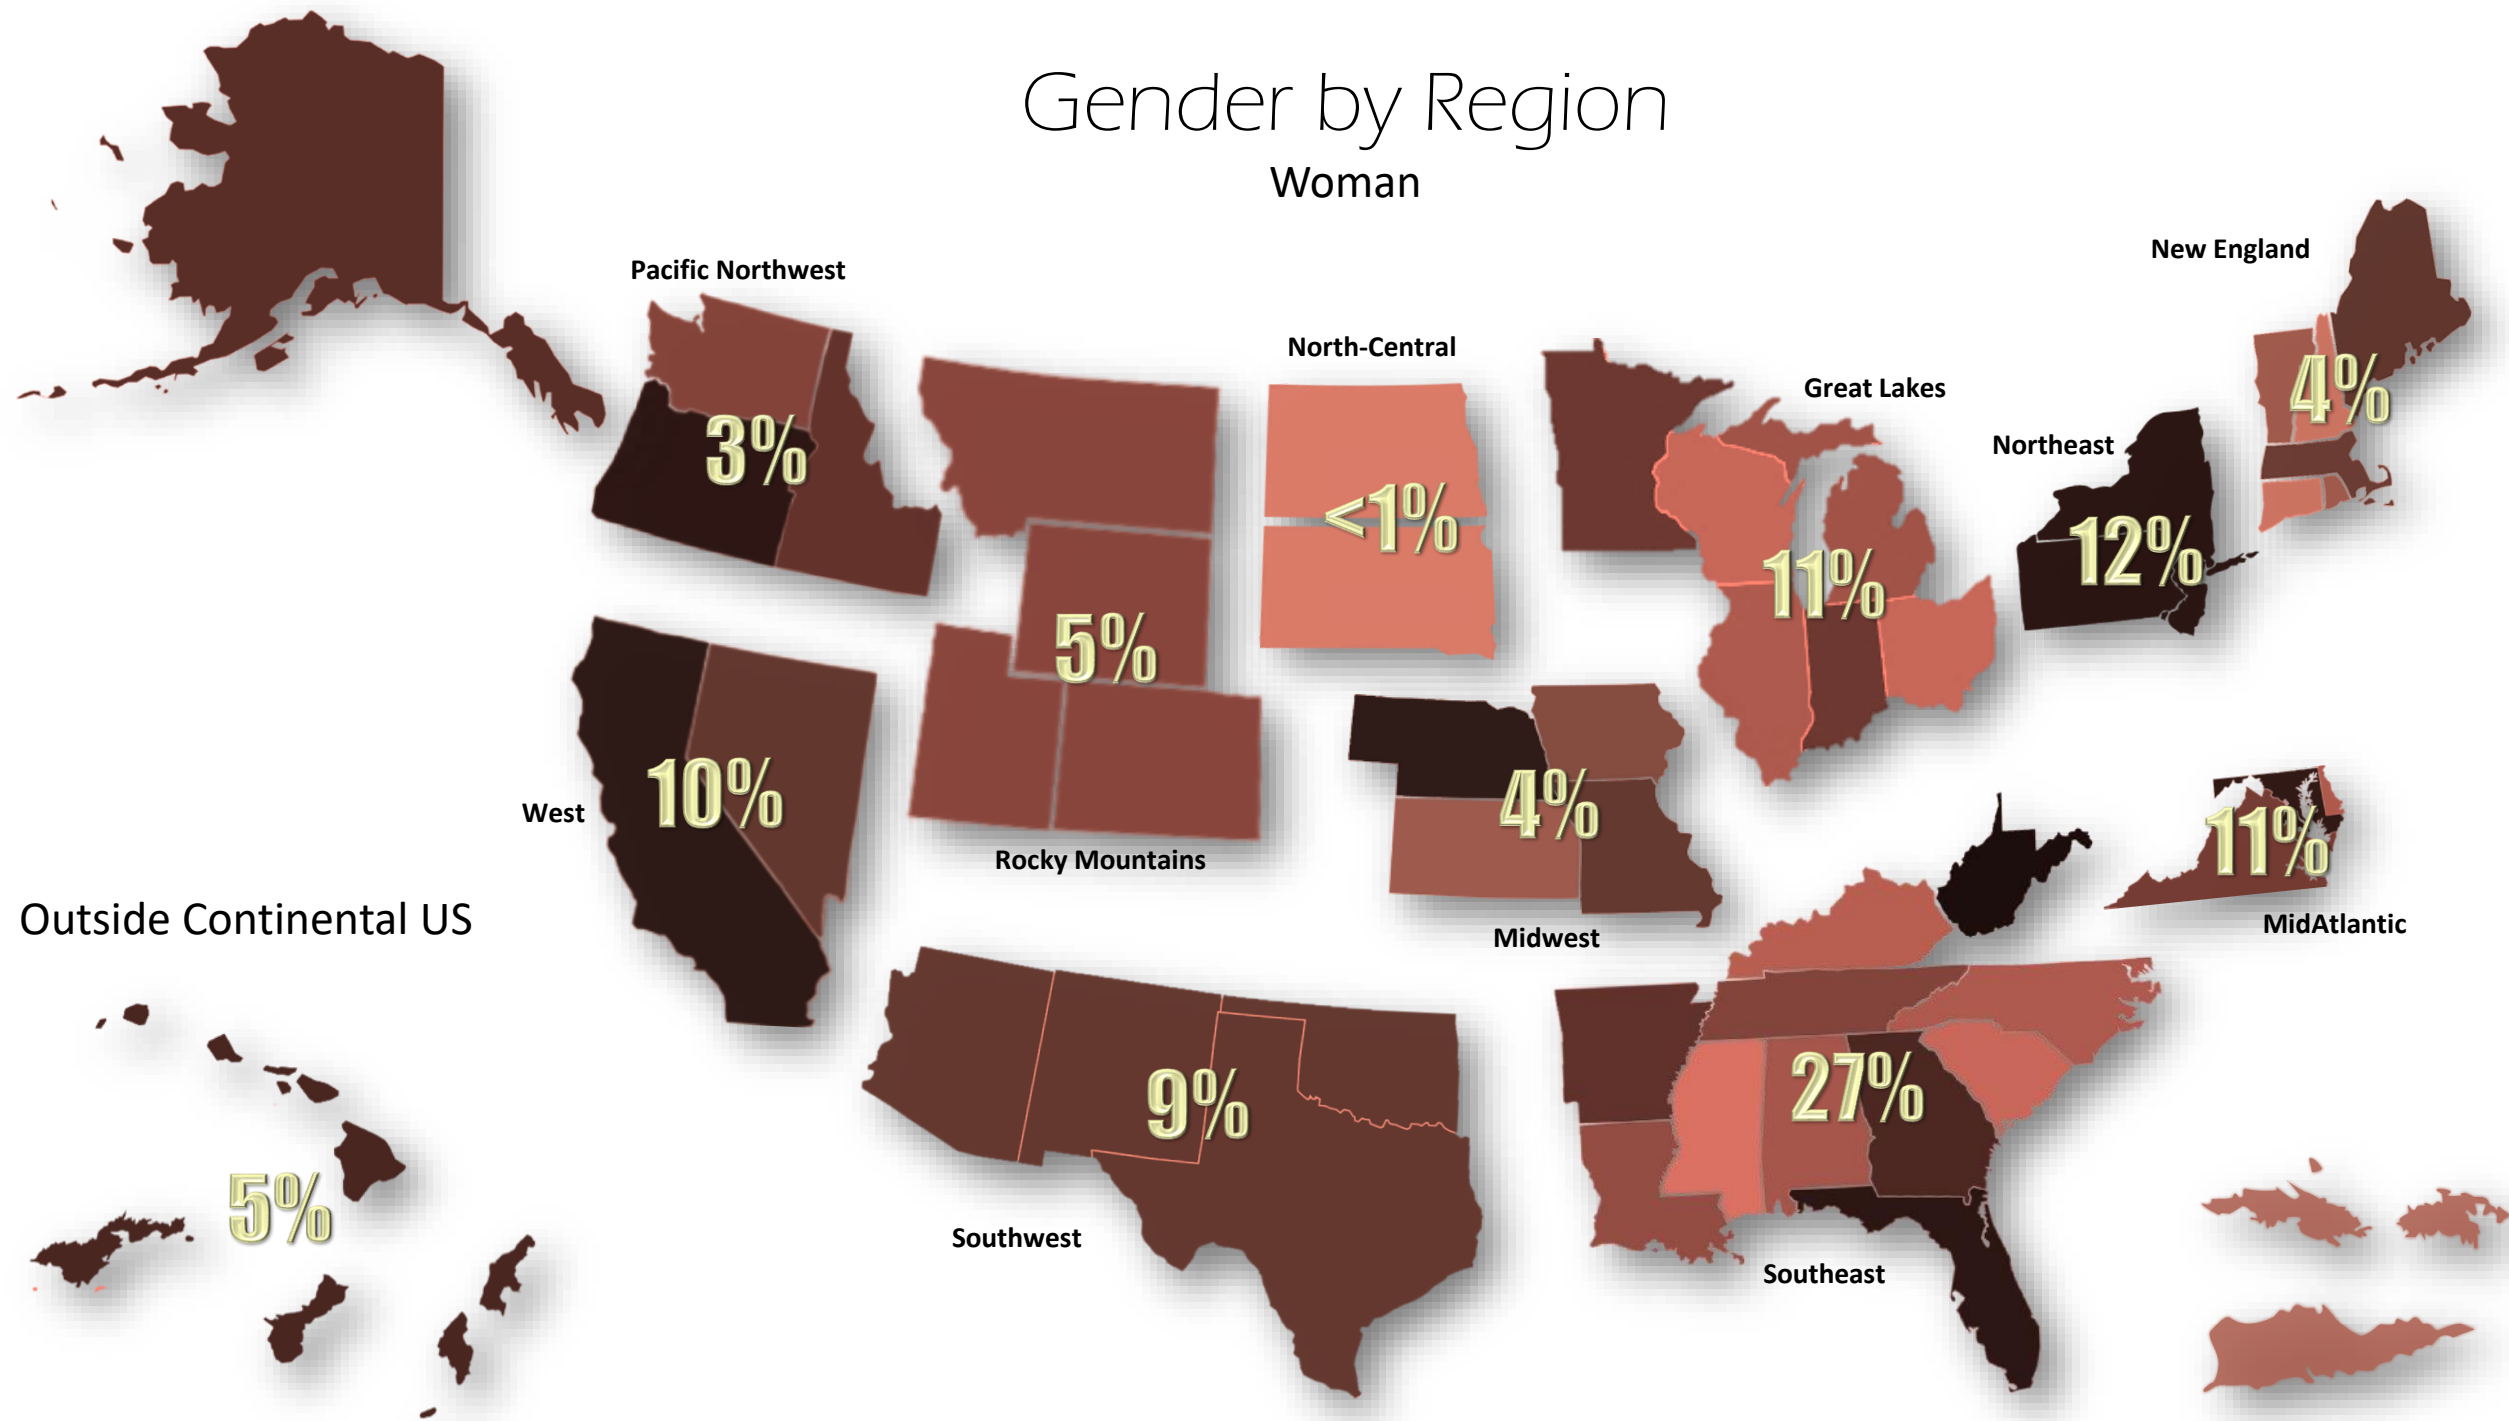 Gender by Region
Woman
New England
Pacific Northwest
North-Central
4%
Great Lakes
Northeast
3%
<1%
12%
11%
5%
10%
4%
West
11%
Rocky Mountains
Outside Continental US
MidAtlantic
Midwest
27%
9%
5%
Southwest
Southeast